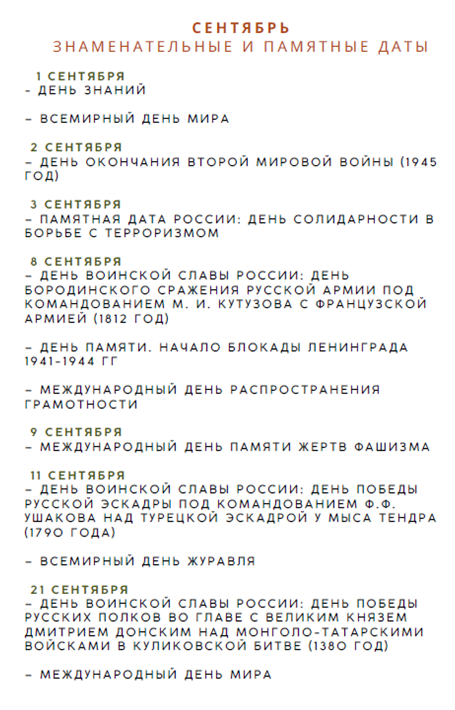 СЕНТЯБРЬ
ЗНАМЕНАТЕЛЬНЫЕ И ПАМЯТНЫЕ ДАТЫ
1 СЕНТЯБРЯ
– ДЕНЬ ЗНАНИЙ
– ВСЕМИРНЫЙ ДЕНЬ МИРА
2 СЕНТЯБРЯ
– ДЕНЬ ОКОНЧАНИЯ ВТОРОЙ МИРОВОЙ ВОЙНЫ (1945
ГОД)
3 СЕНТЯБРЯ
– ПАМЯТНАЯ ДАТА РОССИИ: ДЕНЬ СОЛИДАРНОСТИ В
БОРЬБЕ С ТЕРРОРИЗМОМ
8 СЕНТЯБРЯ
– ДЕНЬ ВОИНСКОЙ СЛАВЫ РОССИИ: ДЕНЬ
БОРОДИНСКОГО СРАЖЕНИЯ РУССКОЙ АРМИИ ПОД
КОМАНДОВАНИЕМ М. И. КУТУЗОВА С ФРАНЦУЗСКОЙ
АРМИЕЙ (1812 ГОД)
– ДЕНЬ ПАМЯТИ. НАЧАЛО БЛОКАДЫ ЛЕНИНГРАДА
1941-1944 ГГ
– МЕЖДУНАРОДНЫЙ ДЕНЬ РАСПРОСТРАНЕНИЯ
ГРАМОТНОСТИ
9 СЕНТЯБРЯ
– МЕЖДУНАРОДНЫЙ ДЕНЬ ПАМЯТИ ЖЕРТВ ФАШИЗМА
11 СЕНТЯБРЯ
– ДЕНЬ ВОИНСКОЙ СЛАВЫ РОССИИ: ДЕНЬ ПОБЕДЫ
РУССКОЙ ЭСКАДРЫ ПОД КОМАНДОВАНИЕМ Ф.Ф.
УШАКОВА НАД ТУРЕЦКОЙ ЭСКАДРОЙ У МЫСА ТЕНДРА
(1790 ГОДА)
– ВСЕМИРНЫЙ ДЕНЬ ЖУРАВЛЯ
21 СЕНТЯБРЯ
– ДЕНЬ ВОИНСКОЙ СЛАВЫ РОССИИ: ДЕНЬ ПОБЕДЫ
РУССКИХ ПОЛКОВ ВО ГЛАВЕ С ВЕЛИКИМ КНЯЗЕМ
ДМИТРИЕМ ДОНСКИМ НАД МОНГОЛО-ТАТАРСКИМИ
ВОЙСКАМИ В КУЛИКОВСКОЙ БИТВЕ (1380 ГОД)
– МЕЖДУНАРОДНЫЙ ДЕНЬ МИРА